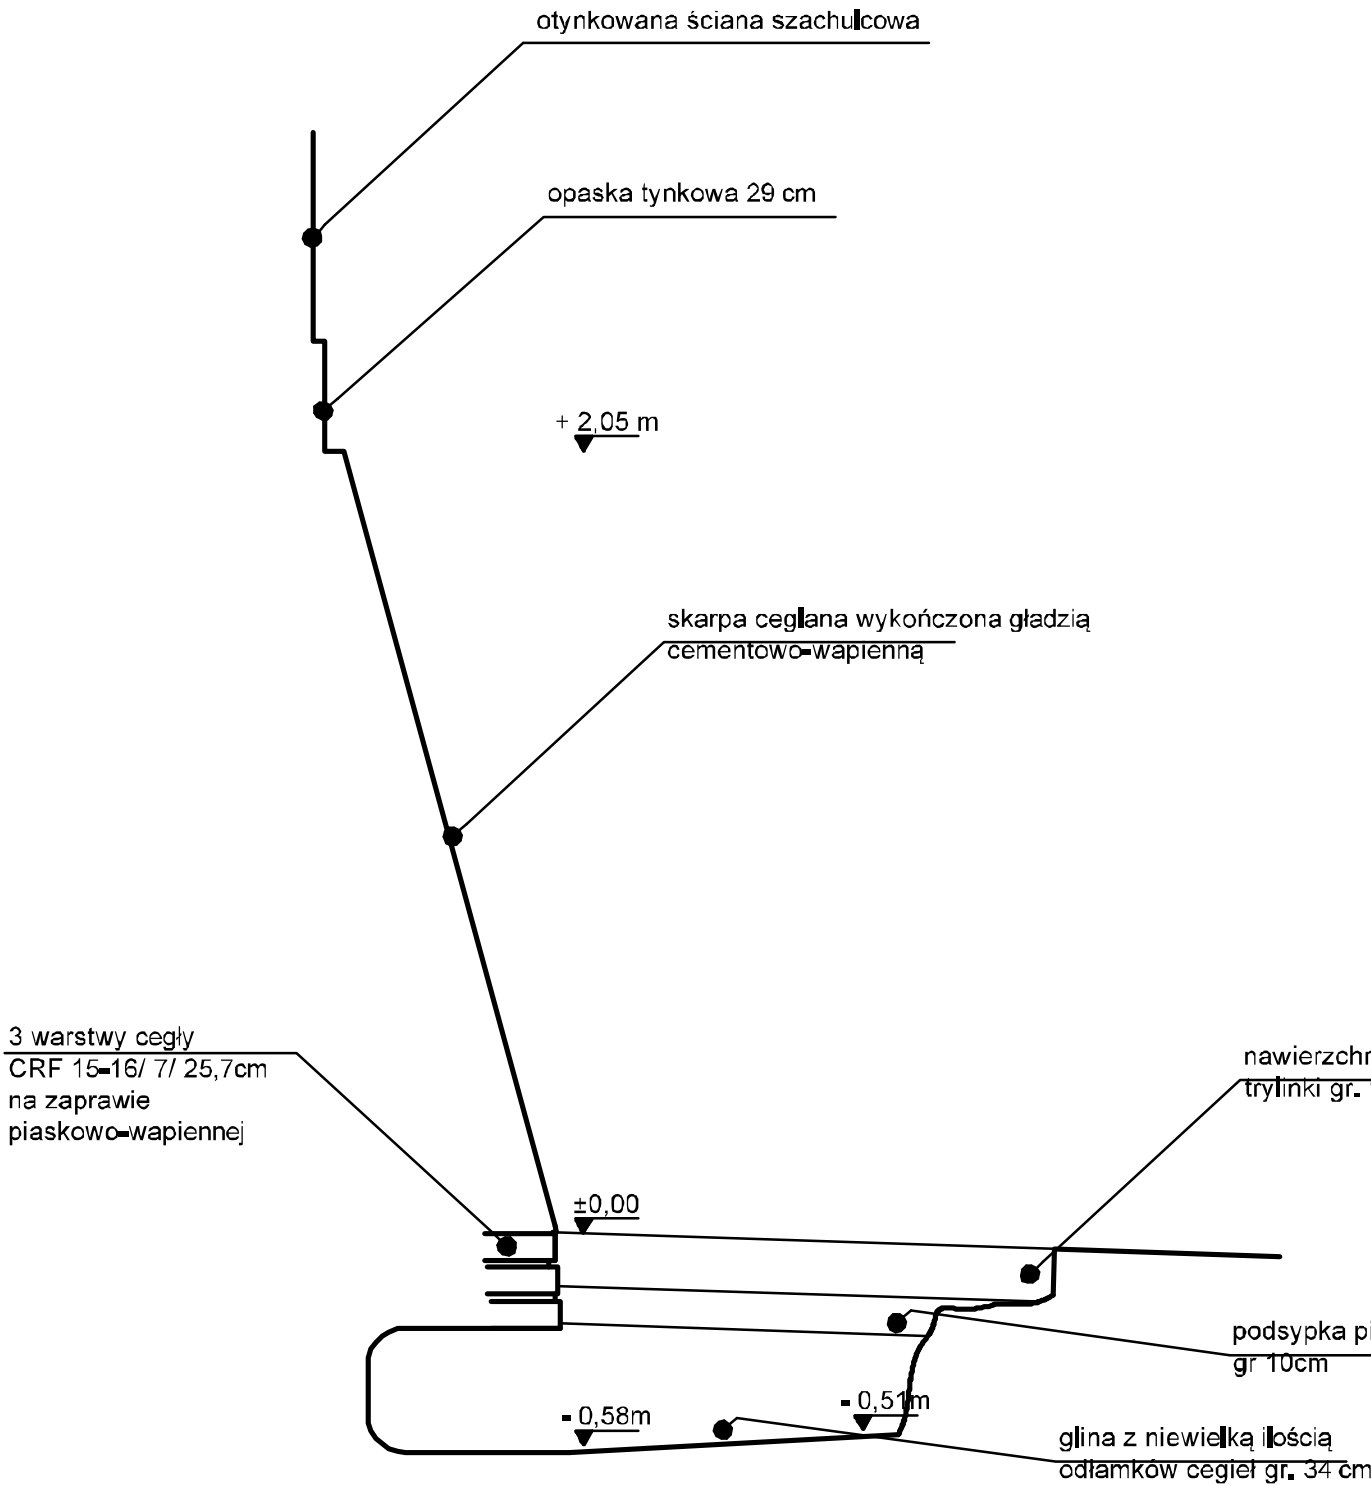 otynkowana ściana szachulcowa
opaska tynkowa 29 cm
+ 2,05 m
skarpa ceglana wykończona gładzią
cementowo-wapienną
3 warstwy cegły
CRF 15-16/ 7/ 25,7cm
na zaprawie
piaskowo-wapiennej
nawierzchn
trylinki gr.
±0,00
podsypka pi
gr 10cm
- 0,51m
- 0,58m
glina z niewielką ilością
odłamków cegieł gr. 34 cm